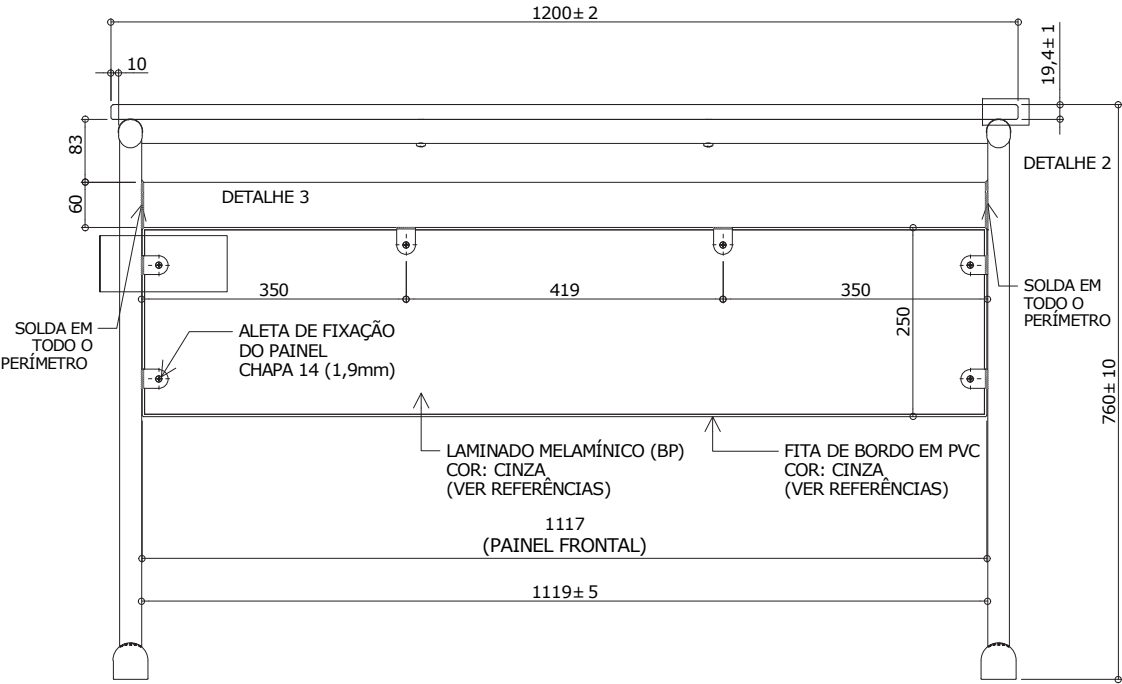 1200± 2
10
19,4± 1
83
DETALHE 2
60
DETALHE 3
350
419
350
250
SOLDA EM
TODO O
PERÍMETRO
SOLDA EM
TODO O
PERÍMETRO
ALETA DE FIXAÇÃO
DO PAINEL
CHAPA 14 (1,9mm)
760± 10
LAMINADO MELAMÍNICO (BP)
COR: CINZA
(VER REFERÊNCIAS)
FITA DE BORDO EM PVC
COR: CINZA
(VER REFERÊNCIAS)
1117
(PAINEL FRONTAL)
1119± 5